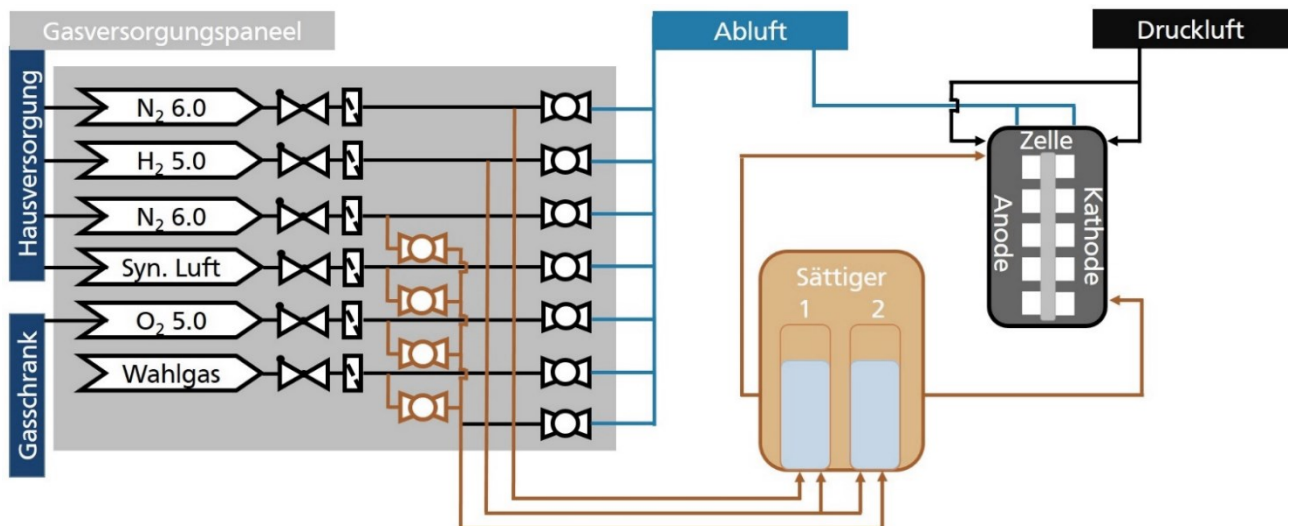 Gasversorgungspaneel
Abluft
Druckluft
Hausversorgung
N₂ 6.0
H₂ 5.0
N₂ 6.0
Syn. Luft
Gasschrank
O₂ 5.0
Wahlgas
Sättiger
1 2
Zelle
Anode
Kathode